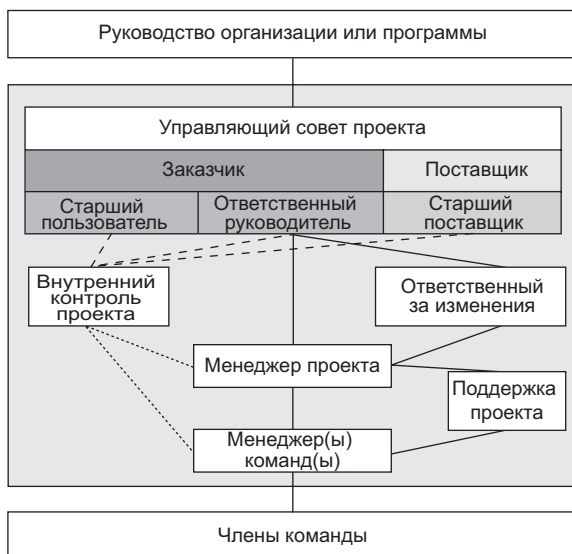 Руководство организации или программы
Управляющий совет проекта
Заказчик
Поставщик
Старший
пользователь
Ответственный
руководитель
Старший
поставщик
Внутренний
контроль
проекта
Ответственный
за изменения
Менеджер проекта
Поддержка
проекта
Менеджер(ы)
команд(ы)
Члены команды